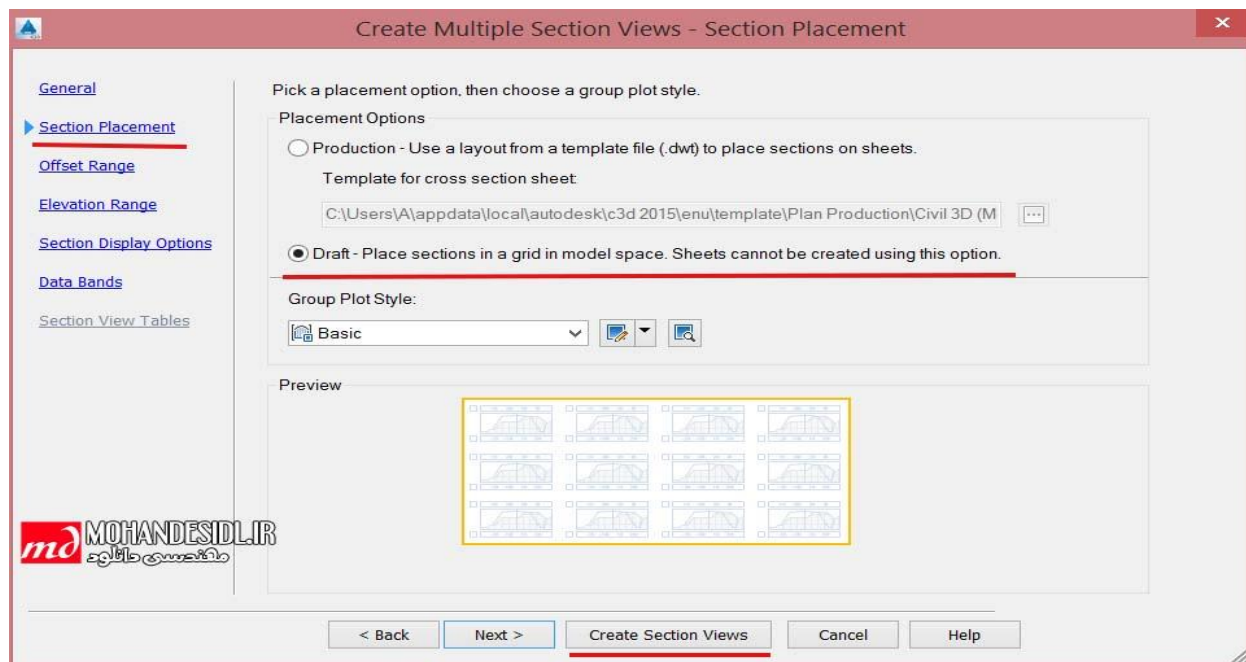 Create Multiple Section Views - Section Placement
General
Section Placement
Offset Range
Elevation Range
Section Display Options
Data Bands
Section View Tables
Pick a placement option, then choose a group plot style.
Placement Options
Production - Use a layout from a template file (.dwt) to place sections on sheets.
Template for cross section sheet:
C:\Users\A\appdata\local\autodesk\c3d 2015\enu\template\Plan Production\Civil 3D (M
...
Draft - Place sections in a grid in model space. Sheets cannot be created using this option.
Group Plot Style:
Basic
Preview
md MOHANDESIDL.IR
مهندسی دانلود
< Back Next > Create Section Views Cancel Help